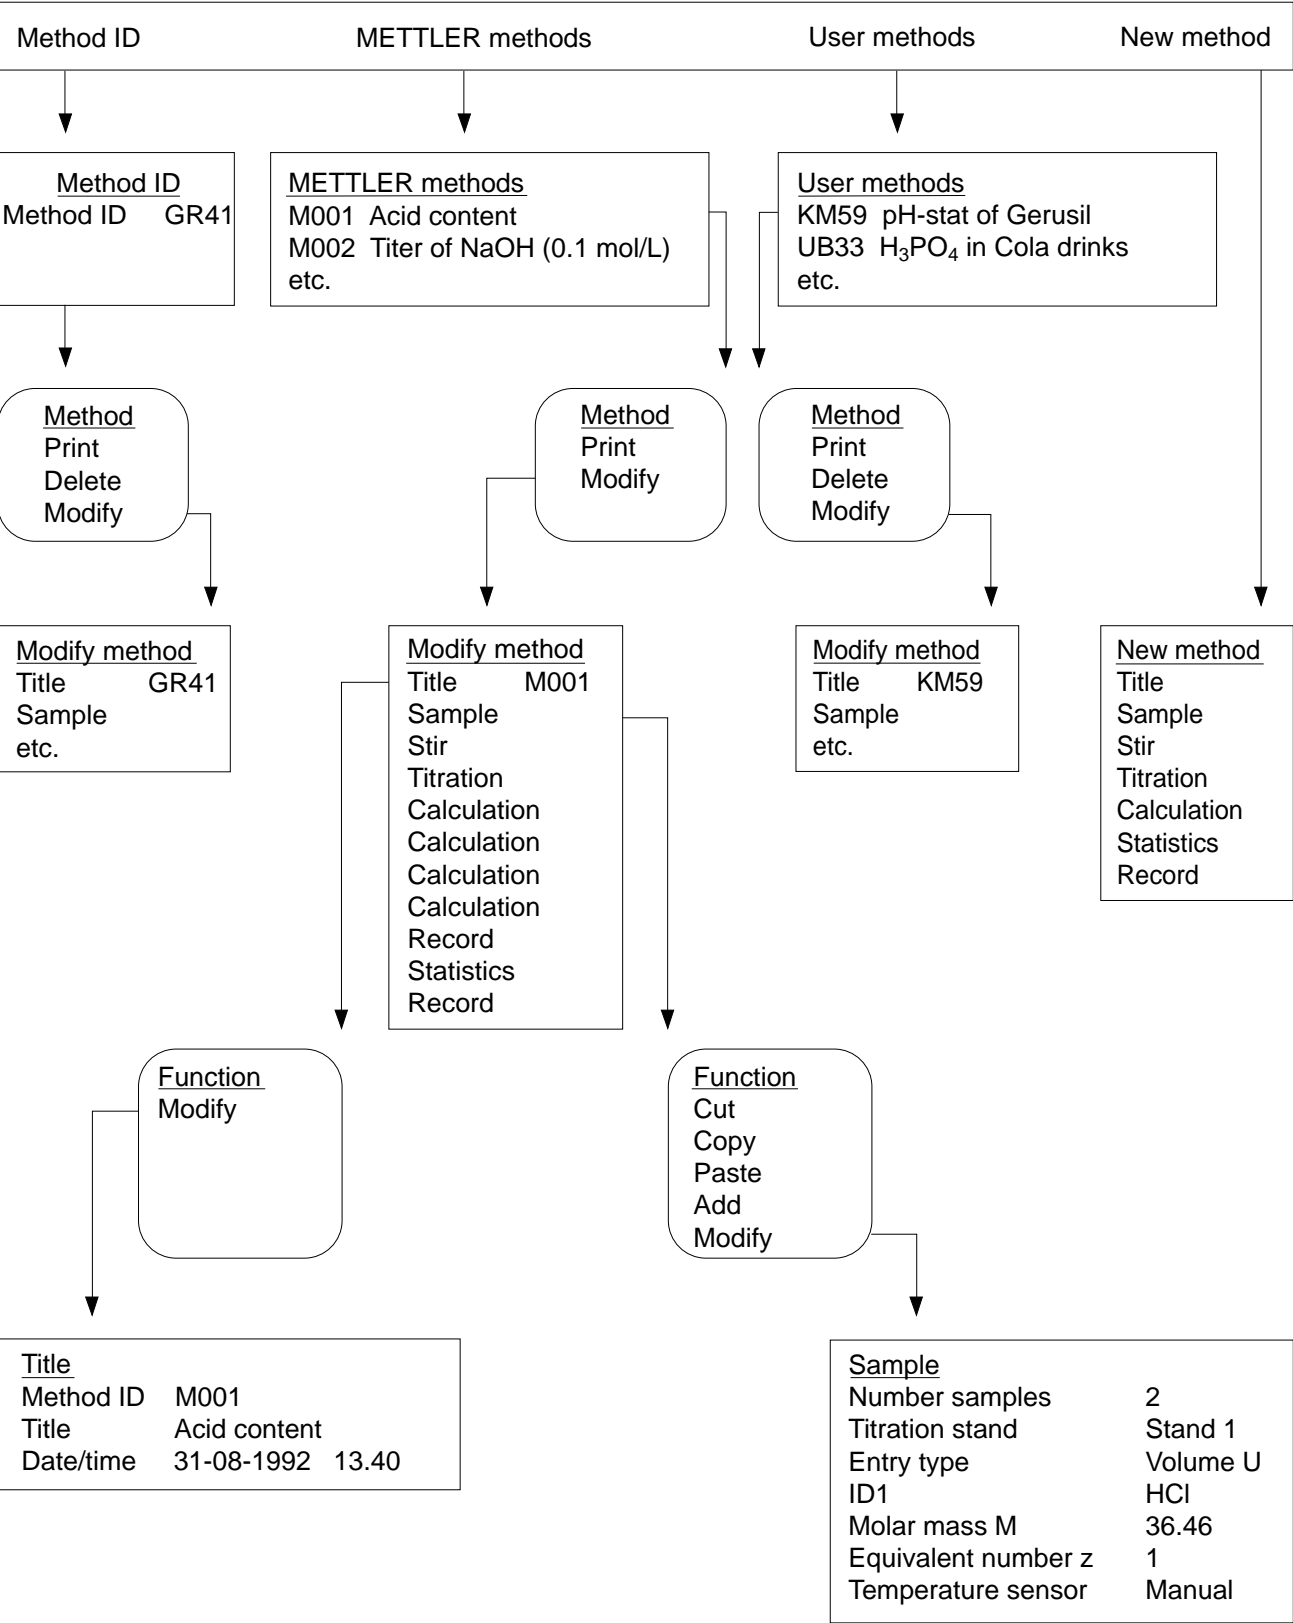 Method ID METTLER methods User methods New method
Method ID
Method ID GR41
METTLER methods
M001 Acid content
M002 Titer of NaOH (0.1 mol/L)
etc.
User methods
KM59 pH-stat of Gerusil
UB33 H₃PO₄ in Cola drinks
etc.
Method
Print
Delete
Modify
Method
Print
Modify
Method
Print
Delete
Modify
Modify method
Title GR41
Sample
etc.
Modify method
Title M001
Sample
Stir
Titration
Calculation
Calculation
Calculation
Calculation
Record
Statistics
Record
Modify method
Title KM59
Sample
etc.
New method
Title
Sample
Stir
Titration
Calculation
Statistics
Record
Function
Modify
Function
Cut
Copy
Paste
Add
Modify
Title
Method ID M001
Title Acid content
Date/time 31-08-1992 13.40
Sample
Number samples 2
Titration stand Stand 1
Entry type Volume U
ID1 HCl
Molar mass M 36.46
Equivalent number z 1
Temperature sensor Manual